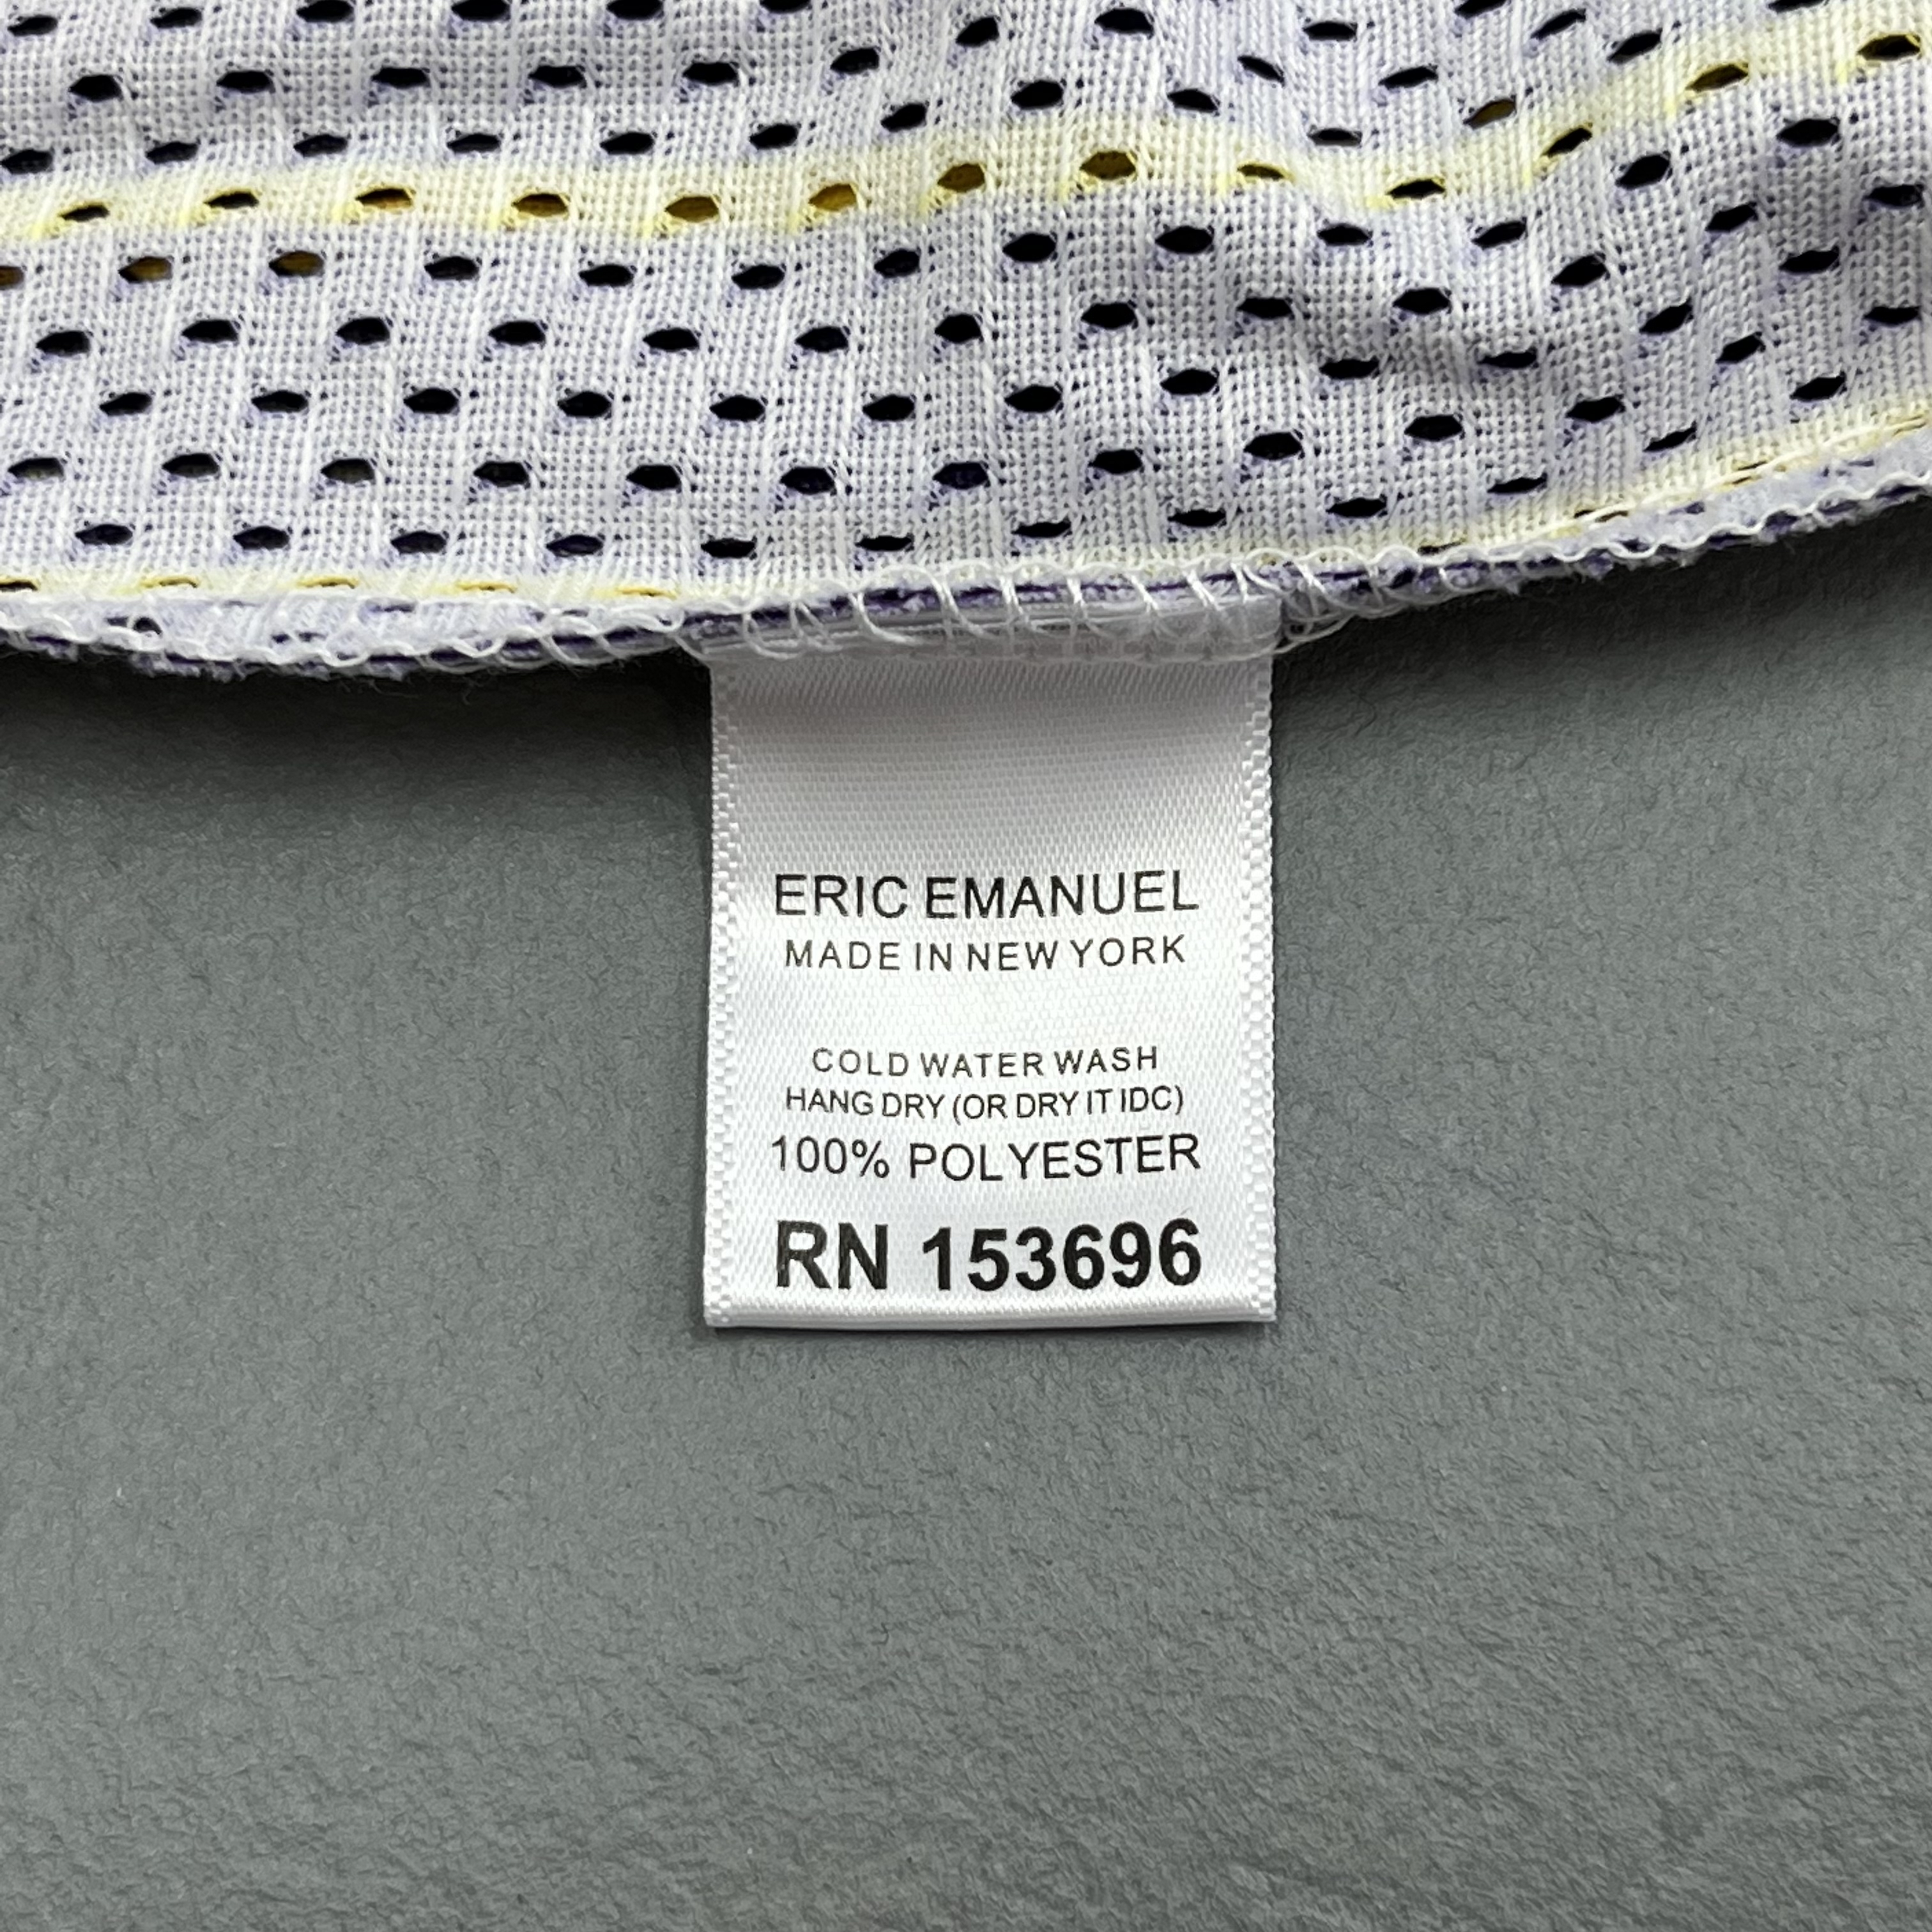 ERIC EMANUEL
MADE IN NEW YORK
COLD WATER WASH
HANG DRY (OR DRY IT IDC)
100% POLYESTER
RN 153696